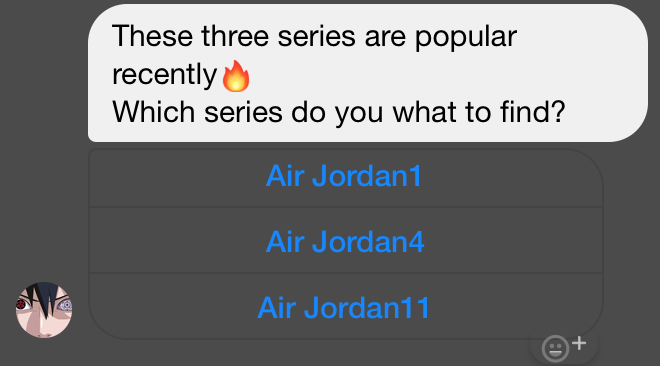 These three series are popular
recently🔥
Which series do you what to find?
Air Jordan1
Air Jordan4
Air Jordan11